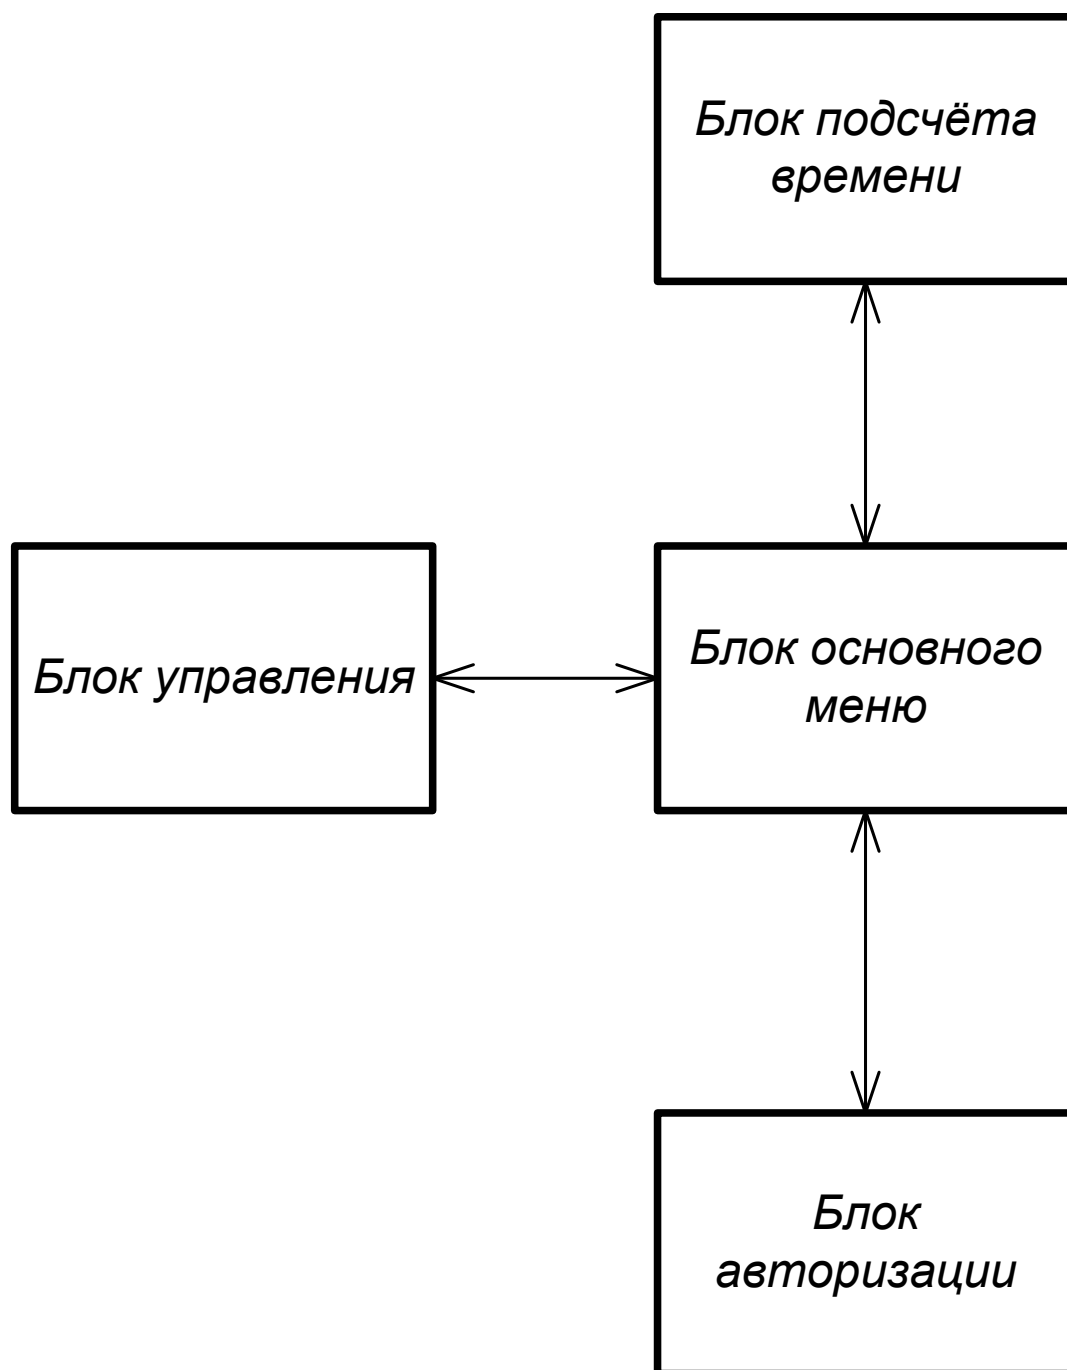 Блок подсчёта
времени
Блок управления
Блок основного
меню
Блок
авторизации